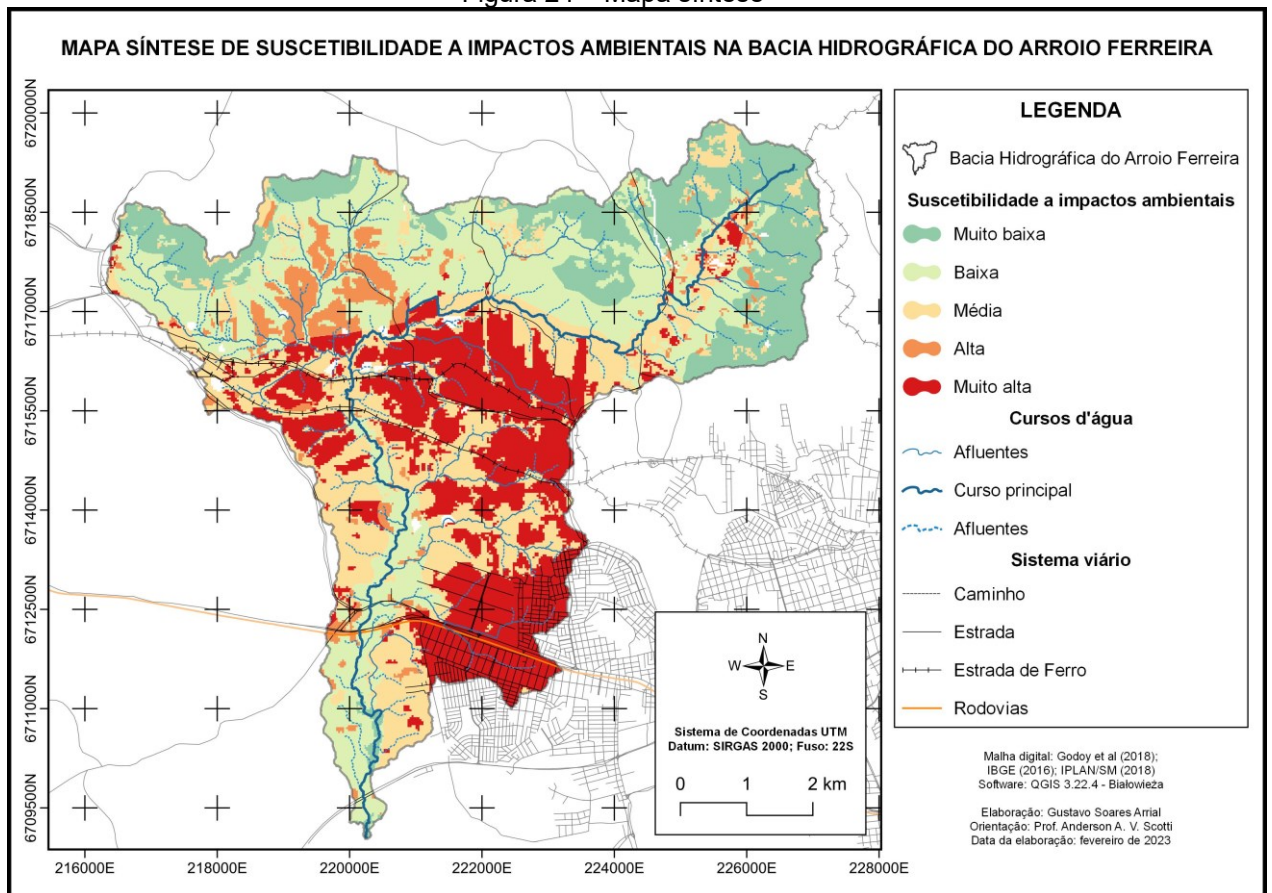 Figura 24 – Mapa síntese
MAPA SÍNTESE DE SUSCETIBILIDADE A IMPACTOS AMBIENTAIS NA BACIA HIDROGRÁFICA DO ARROIO FERREIRA
6720000N
6718500N
6717000N
6715500N
6714000N
6712500N
6711000N
6709500N
216000E
218000E
220000E
222000E
224000E
226000E
228000E
N
W
E
S
Sistema de Coordenadas UTM
Datum: SIRGAS 2000; Fuso: 22S
0 1 2 km
LEGENDA
Bacia Hidrográfica do Arroio Ferreira
Suscetibilidade a impactos ambientais
Muito baixa
Baixa
Média
Alta
Muito alta
Cursos d'água
Afluentes
Curso principal
Afluentes
Sistema viário
Caminho
Estrada
Estrada de Ferro
Rodovias
Malha digital: Godoy et al (2018);
IBGE (2016); IPLAN/SM (2018)
Software: QGIS 3.22.4 - Białowieża
Elaboração: Gustavo Soares Arrial
Orientação: Prof. Anderson A. V. Scotti
Data da elaboração: fevereiro de 2023